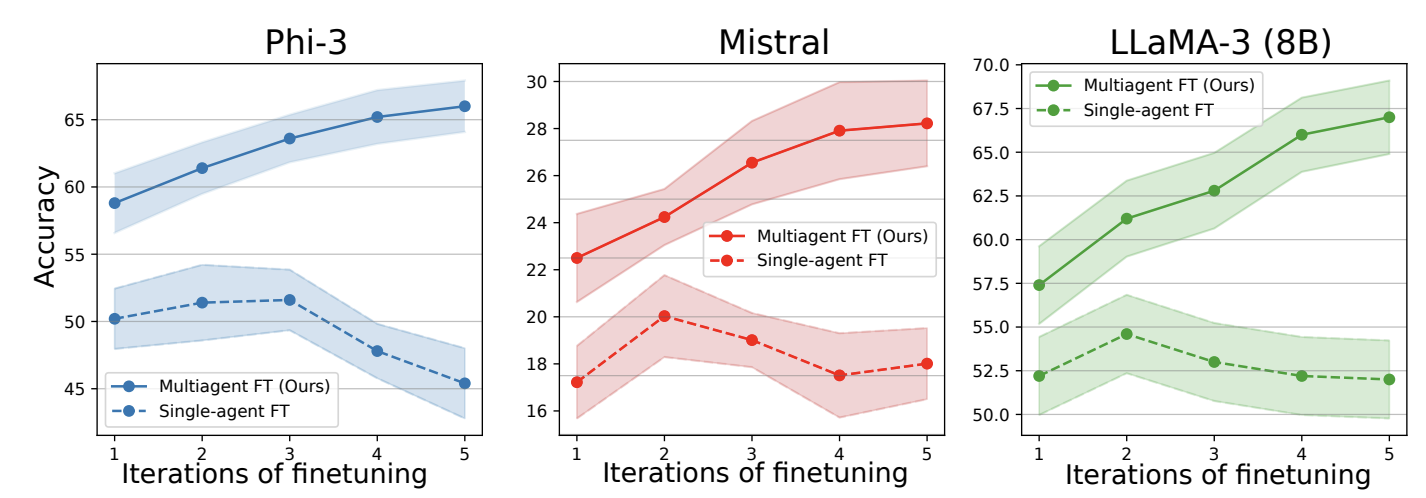 Phi-3
Accuracy
65
60
55
50
45
Multiagent FT (Ours)
Single-agent FT
1 2 3 4 5
Iterations of finetuning
Mistral
30
28
26
24
22
20
18
16
Multiagent FT (Ours)
Single-agent FT
1 2 3 4 5
Iterations of finetuning
LLaMA-3 (8B)
70.0
67.5
65.0
62.5
60.0
57.5
55.0
52.5
50.0
Multiagent FT (Ours)
Single-agent FT
1 2 3 4 5
Iterations of finetuning